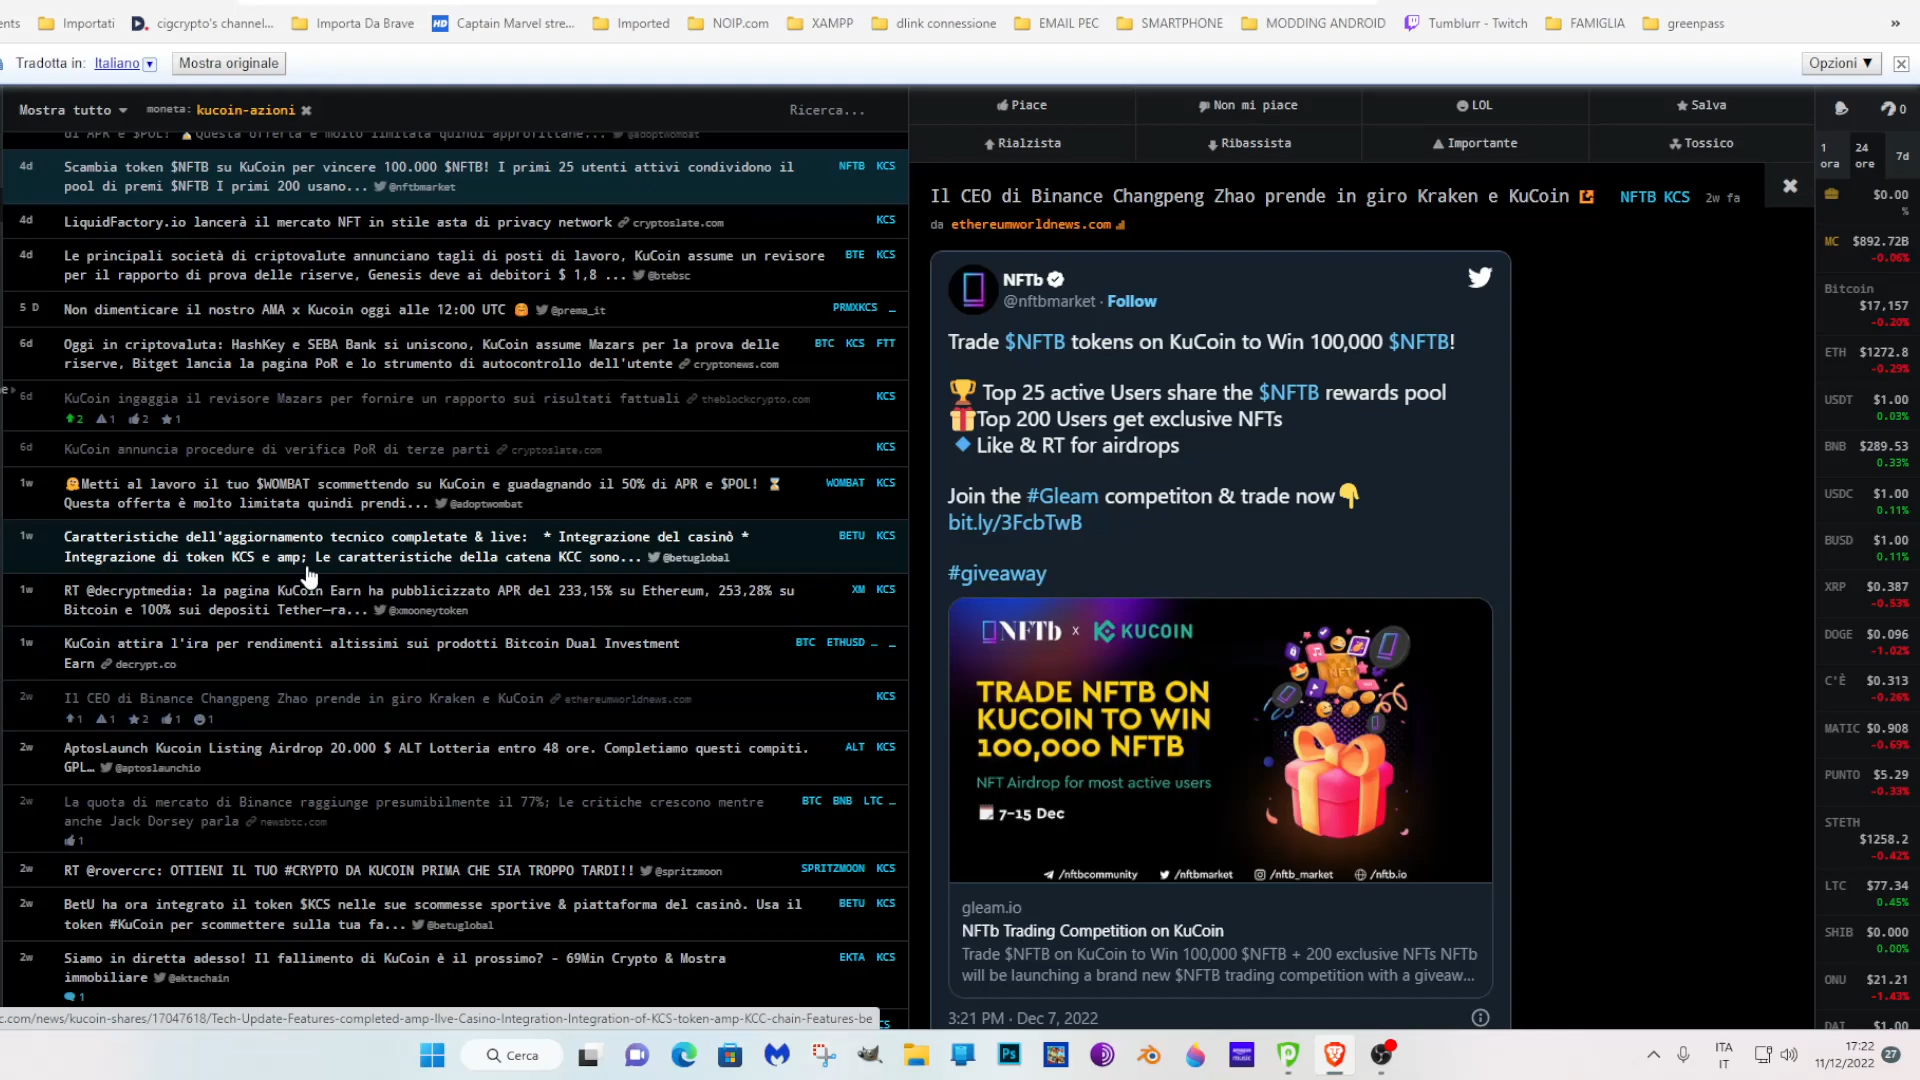 ents
Importati
cigcrypto's channel...
Importa Da Brave
HD
Captain Marvel stre...
Imported
NOIP.com
XAMPP
dlink connessione
EMAIL PEC
SMARTPHONE
MODDING ANDROID
Tumblurr - Twitch
FAMIGLIA
greenpass
»
Tradotta in: Italiano
Mostra originale
Opzioni ▼
Mostra tutto
moneta: kucoin-azioni ✖
Ricerca...
di APR e $POL! Questa offerta è molto limitata quindi approfittane... @adoptwombat
4d
Scambia token $NFTB su KuCoin per vincere 100.000 $NFTB! I primi 25 utenti attivi condividono il
pool di premi $NFTB I primi 200 usano... @nftbmarket
NFTB KCS
4d
LiquidFactory.io lancerà il mercato NFT in stile asta di privacy network cryptoslate.com
KCS
4d
Le principali società di criptovalute annunciano tagli di posti di lavoro, KuCoin assume un revisore
per il rapporto di prova delle riserve, Genesis deve ai debitori $ 1,8 ... @btebsc
BTE KCS
5 D
Non dimenticare il nostro AMA x Kucoin oggi alle 12:00 UTC 🤗 @prema_it
PRMXKCS …
6d
Oggi in criptovaluta: HashKey e SEBA Bank si uniscono, KuCoin assume Mazars per la prova delle
riserve, Bitget lancia la pagina PoR e lo strumento di autocontrollo dell'utente cryptonews.com
BTC KCS FTT
6d
KuCoin ingaggia il revisore Mazars per fornire un rapporto sui risultati fattuali theblockcrypto.com
KCS
2 1 2 1
6d
KuCoin annuncia procedure di verifica PoR di terze parti cryptoslate.com
KCS
1w
🤗Metti al lavoro il tuo $WOMBAT scommettendo su KuCoin e guadagnando il 50% di APR e $POL! ⌛
Questa offerta è molto limitata quindi prendi... @adoptwombat
WOMBAT KCS
1w
Caratteristiche dell'aggiornamento tecnico completate & live: * Integrazione del casinò *
Integrazione di token KCS e amp; Le caratteristiche della catena KCC sono... @betuglobal
BETU KCS
1w
RT @decryptmedia: la pagina KuCoin Earn ha pubblicizzato APR del 233,15% su Ethereum, 253,28% su
Bitcoin e 100% sui depositi Tether—ra... @xmooneytoken
XM KCS
1w
KuCoin attira l'ira per rendimenti altissimi sui prodotti Bitcoin Dual Investment
Earn decrypt.co
BTC ETHUSD … …
2w
Il CEO di Binance Changpeng Zhao prende in giro Kraken e KuCoin ethereumworldnews.com
KCS
1 1 2 1 1
2w
AptosLaunch Kucoin Listing Airdrop 20.000 $ ALT Lotteria entro 48 ore. Completiamo questi compiti.
GPL… @aptoslaunchio
ALT KCS
2w
La quota di mercato di Binance raggiunge presumibilmente il 77%; Le critiche crescono mentre
anche Jack Dorsey parla newsbtc.com
BTC BNB LTC …
1
2w
RT @rovercrc: OTTIENI IL TUO #CRYPTO DA KUCOIN PRIMA CHE SIA TROPPO TARDI!! @spritzmoon
SPRITZMOON KCS
2w
BetU ha ora integrato il token $KCS nelle sue scommesse sportive & piattaforma del casinò. Usa il
token #KuCoin per scommettere sulla tua fa... @betuglobal
BETU KCS
2w
Siamo in diretta adesso! Il fallimento di KuCoin è il prossimo? - 69Min Crypto & Mostra
immobiliare @ektachain
EKTA KCS
1
c.com/news/kucoin-shares/17047618/Tech-Update-Features-completed-amp-live-Casino-Integration-Integration-of-KCS-token-amp-KCC-chain-Features-be
Piace
Non mi piace
LOL
Salva
Rialzista
Ribassista
Importante
Tossico
Il CEO di Binance Changpeng Zhao prende in giro Kraken e KuCoin
NFTB KCS 2w fa
da ethereumworldnews.com
NFTb
@nftbmarket · Follow
Trade $NFTB tokens on KuCoin to Win 100,000 $NFTB!
🏆 Top 25 active Users share the $NFTB rewards pool
🎁Top 200 Users get exclusive NFTs
🔹Like & RT for airdrops
Join the #Gleam competiton & trade now👇
bit.ly/3FcbTwB
#giveaway
NFTb x KUCOIN
TRADE NFTB ON
KUCOIN TO WIN
100,000 NFTB
NFT Airdrop for most active users
7-15 Dec
/nftbcommunity /nftbmarket /nftb_market /nftb.io
gleam.io
NFTb Trading Competition on KuCoin
Trade $NFTB on KuCoin to Win 100,000 $NFTB + 200 exclusive NFTs NFTb
will be launching a brand new $NFTB trading competition with a giveaw...
3:21 PM · Dec 7, 2022
0
1
ora
24
ore
7d
$0.00
%
MC $892.72B
-0.06%
Bitcoin
$17,157
-0.20%
ETH $1272.8
-0.29%
USDT $1.00
0.03%
BNB $289.53
0.33%
USDC $1.00
0.11%
BUSD $1.00
0.11%
XRP $0.387
-0.53%
DOGE $0.096
-1.02%
C'È $0.313
-0.26%
MATIC $0.908
-0.69%
PUNTO $5.29
-0.33%
STETH
$1258.2
-0.42%
LTC $77.34
0.45%
SHIB $0.000
0.00%
ONU $21.21
-1.43%
DAI $1.00
Cerca
Ps
amazon music
ITA
IT
17:22
11/12/2022
27